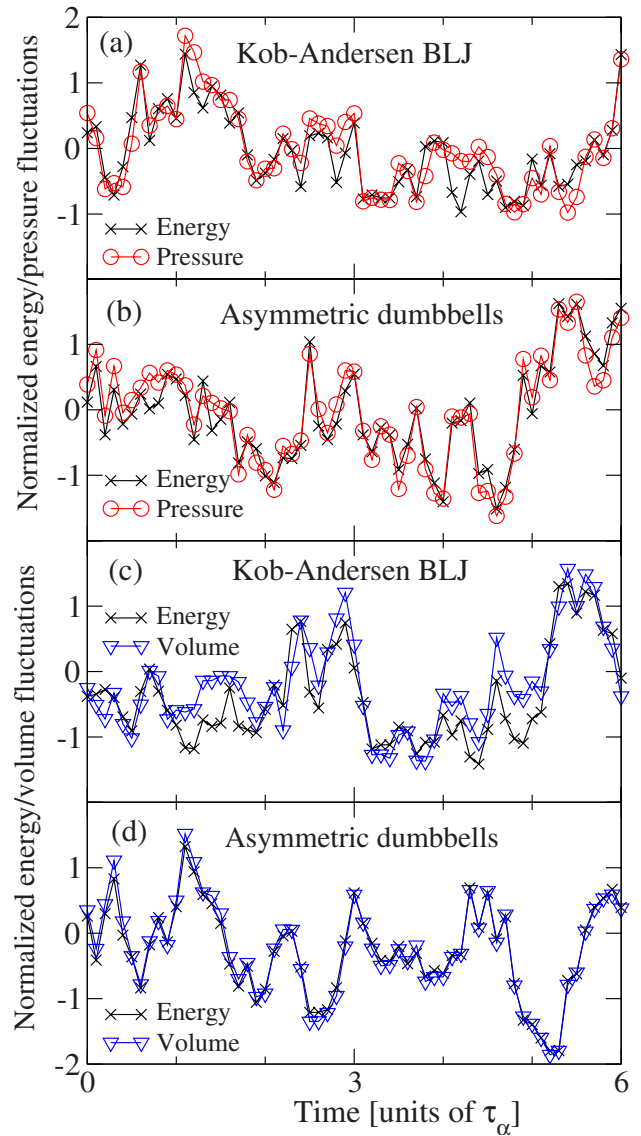 2
(a)
Kob-Andersen BLJ
1
0
-1
Energy
Pressure
(b)
Asymmetric dumbbells
1
0
-1
Energy
Pressure
Normalized energy/pressure fluctuations
(c)
Kob-Andersen BLJ
1
0
-1
Energy
Volume
(d)
Asymmetric dumbbells
1
0
-1
-2
Energy
Volume
Normalized energy/volume fluctuations
0
3
6
Time [units of τα]